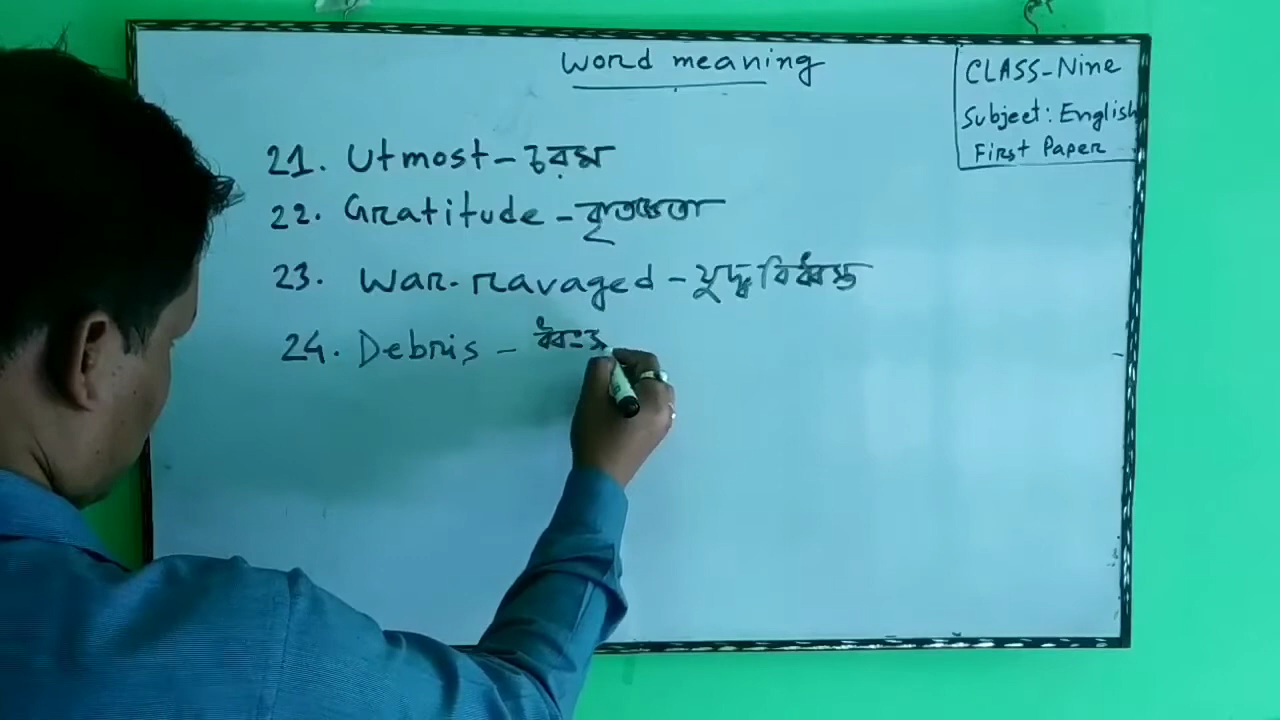 Word meaning
CLASS-Nine
Subject: English
First Paper
21. Utmost - চরম
22. Gratitude - কৃতজ্ঞতা
23. War-ravaged - যুদ্ধবিধ্বস্ত
24. Debris - ধ্বংস